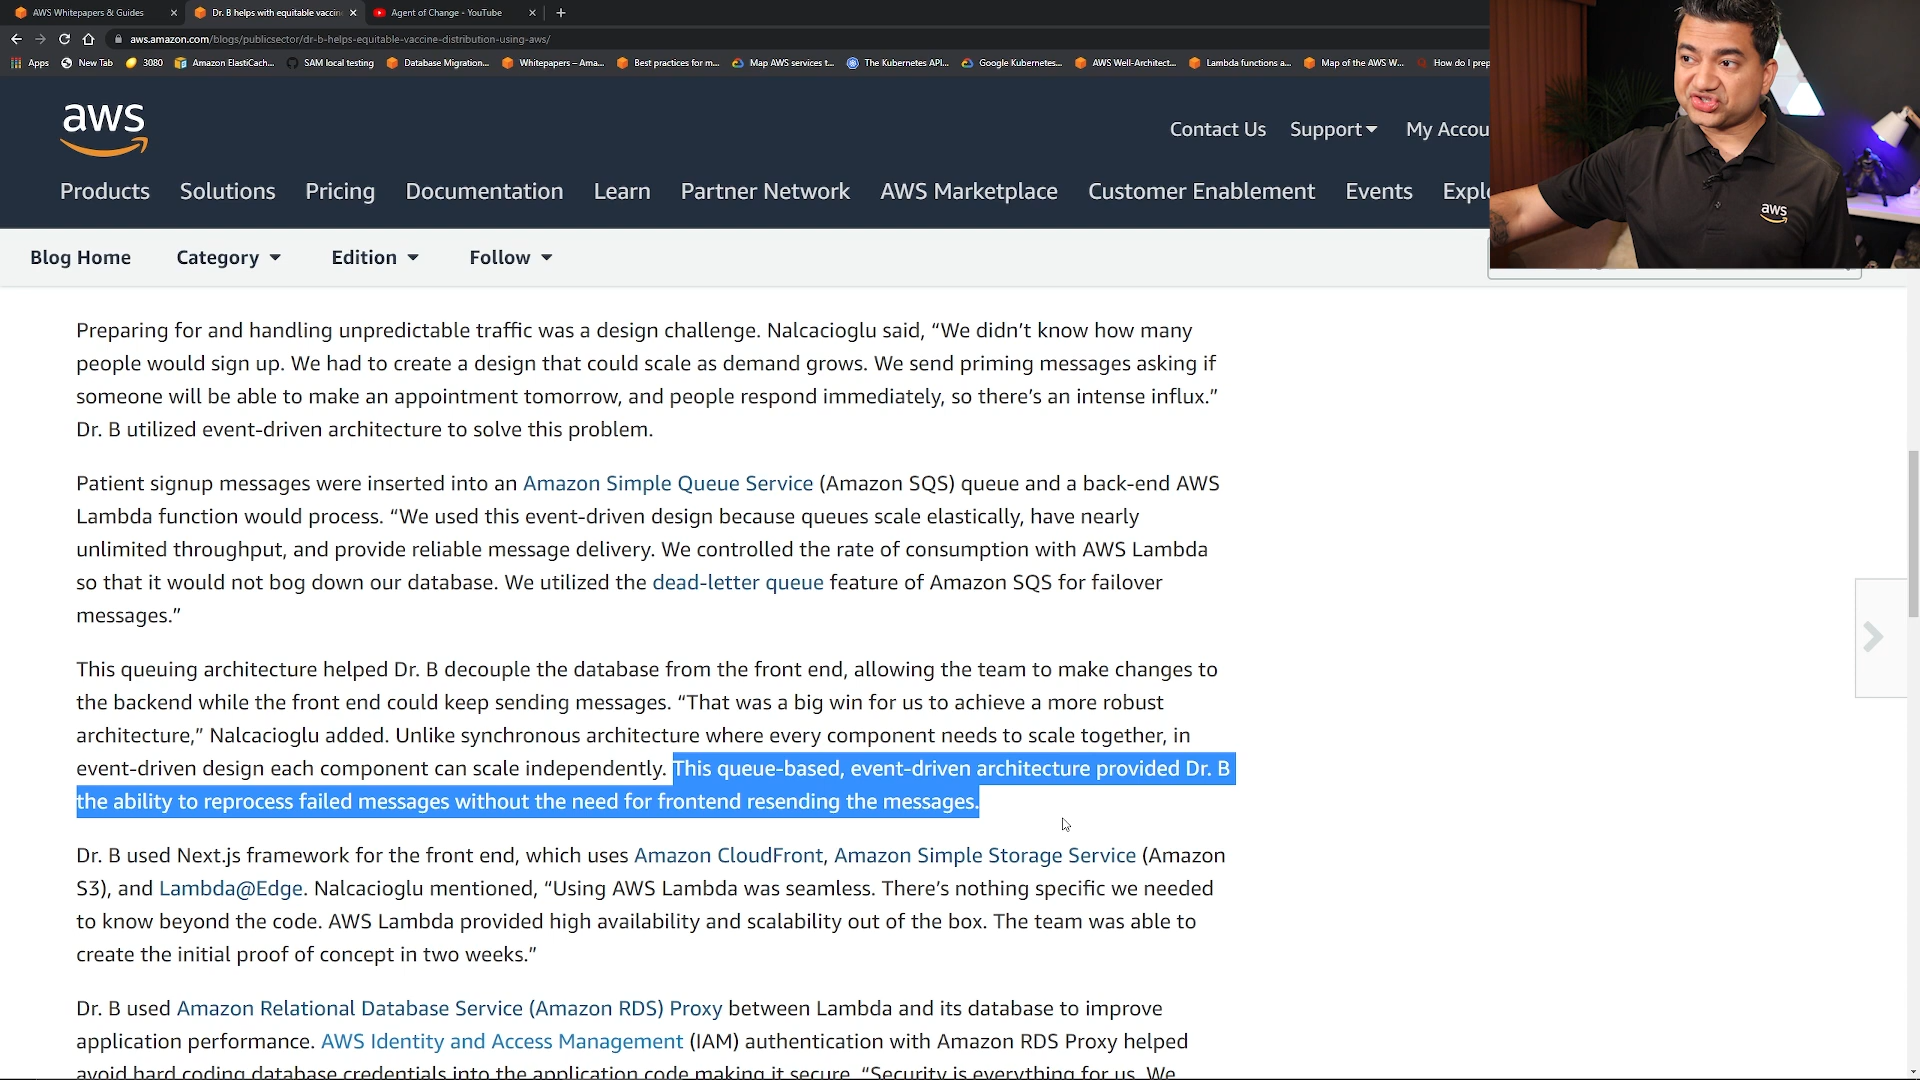 AWS Whitepapers & Guides
Dr. B helps with equitable vaccin
Agent of Change - YouTube
aws.amazon.com/blogs/publicsector/dr-b-helps-equitable-vaccine-distribution-using-aws/
Apps
New Tab
3080
Amazon ElastiCach...
SAM local testing
Database Migration...
Whitepapers – Ama...
Best practices for m...
Map AWS services t...
The Kubernetes API...
Google Kubernetes...
AWS Well-Architect...
Lambda functions a...
Map of the AWS W...
How do I prep
aws
Contact Us
Support
My Accou
aws
Products
Solutions
Pricing
Documentation
Learn
Partner Network
AWS Marketplace
Customer Enablement
Events
Expl
Blog Home
Category
Edition
Follow
Preparing for and handling unpredictable traffic was a design challenge. Nalcacioglu said, “We didn’t know how many
people would sign up. We had to create a design that could scale as demand grows. We send priming messages asking if
someone will be able to make an appointment tomorrow, and people respond immediately, so there’s an intense influx.”
Dr. B utilized event-driven architecture to solve this problem.
Patient signup messages were inserted into an Amazon Simple Queue Service (Amazon SQS) queue and a back-end AWS
Lambda function would process. “We used this event-driven design because queues scale elastically, have nearly
unlimited throughput, and provide reliable message delivery. We controlled the rate of consumption with AWS Lambda
so that it would not bog down our database. We utilized the dead-letter queue feature of Amazon SQS for failover
messages.”
This queuing architecture helped Dr. B decouple the database from the front end, allowing the team to make changes to
the backend while the front end could keep sending messages. “That was a big win for us to achieve a more robust
architecture,” Nalcacioglu added. Unlike synchronous architecture where every component needs to scale together, in
event-driven design each component can scale independently. This queue-based, event-driven architecture provided Dr. B
the ability to reprocess failed messages without the need for frontend resending the messages.
Dr. B used Next.js framework for the front end, which uses Amazon CloudFront, Amazon Simple Storage Service (Amazon
S3), and Lambda@Edge. Nalcacioglu mentioned, “Using AWS Lambda was seamless. There’s nothing specific we needed
to know beyond the code. AWS Lambda provided high availability and scalability out of the box. The team was able to
create the initial proof of concept in two weeks.”
Dr. B used Amazon Relational Database Service (Amazon RDS) Proxy between Lambda and its database to improve
application performance. AWS Identity and Access Management (IAM) authentication with Amazon RDS Proxy helped
avoid hard coding database credentials into the application code making it secure. “Security is everything for us. We